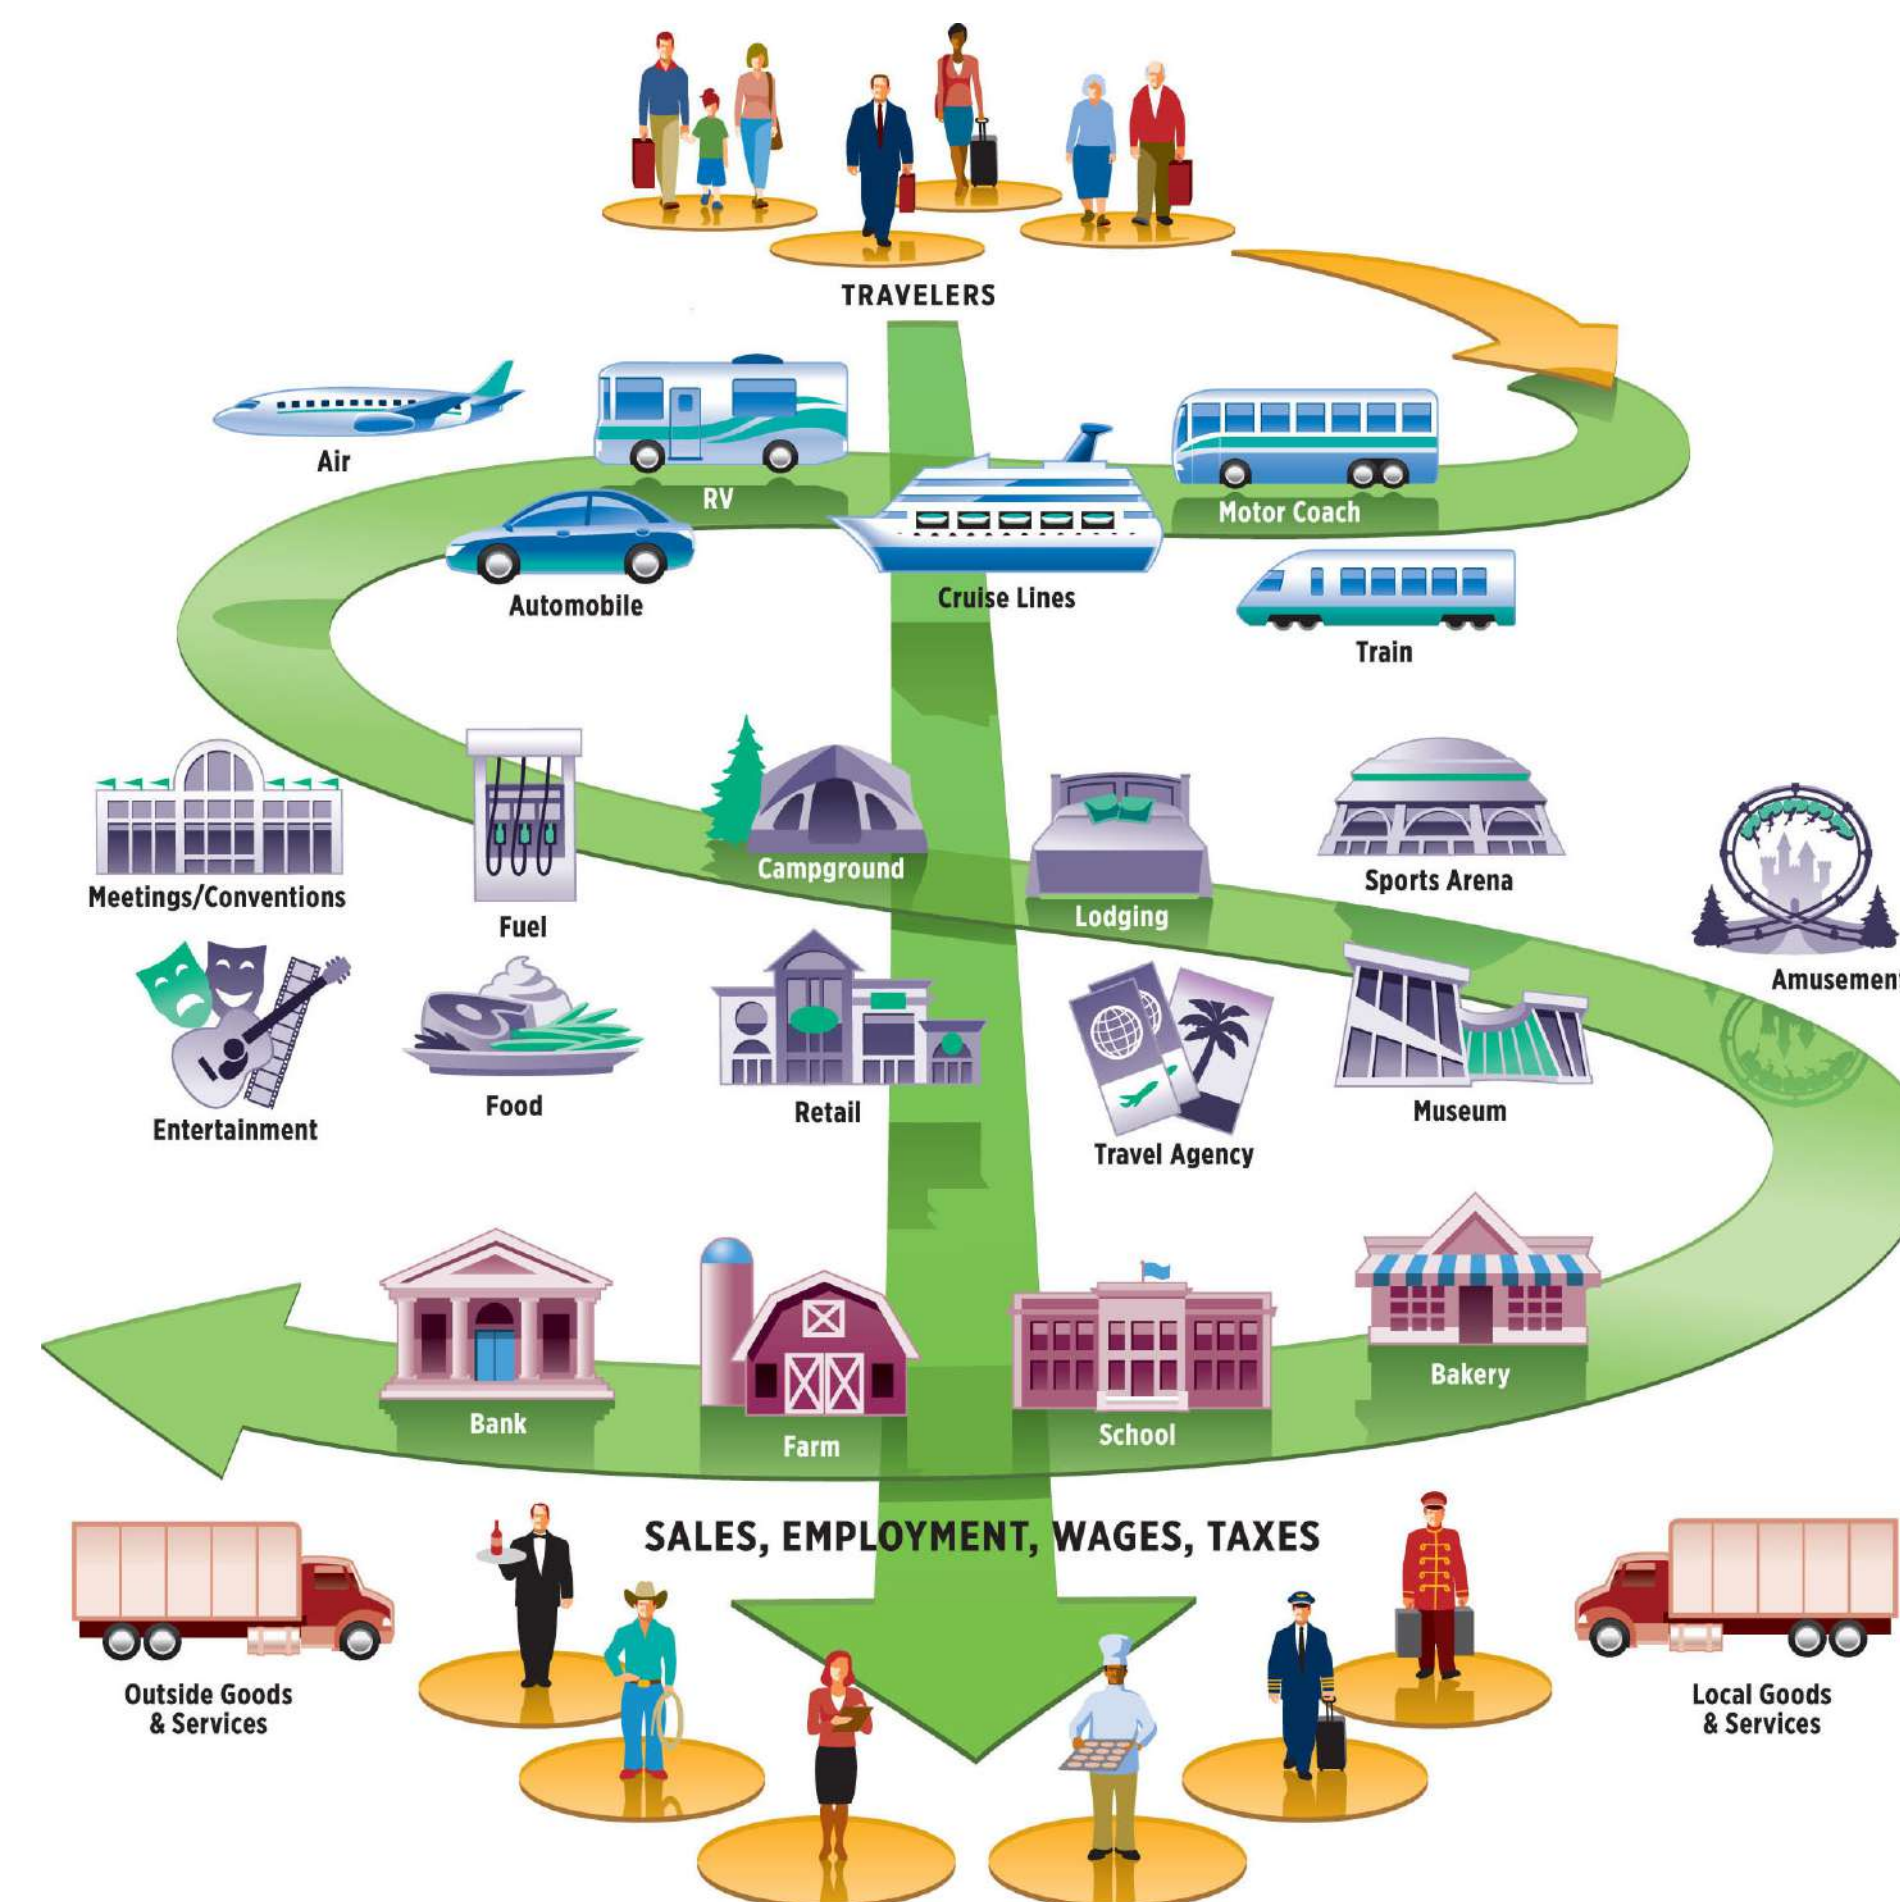 TRAVELERS
Air
RV
Motor Coach
Automobile
Cruise Lines
Train
Meetings/Conventions
Fuel
Campground
Lodging
Sports Arena
Amusement
Entertainment
Food
Retail
Travel Agency
Museum
Bank
Farm
School
Bakery
SALES, EMPLOYMENT, WAGES, TAXES
Outside Goods
& Services
Local Goods
& Services